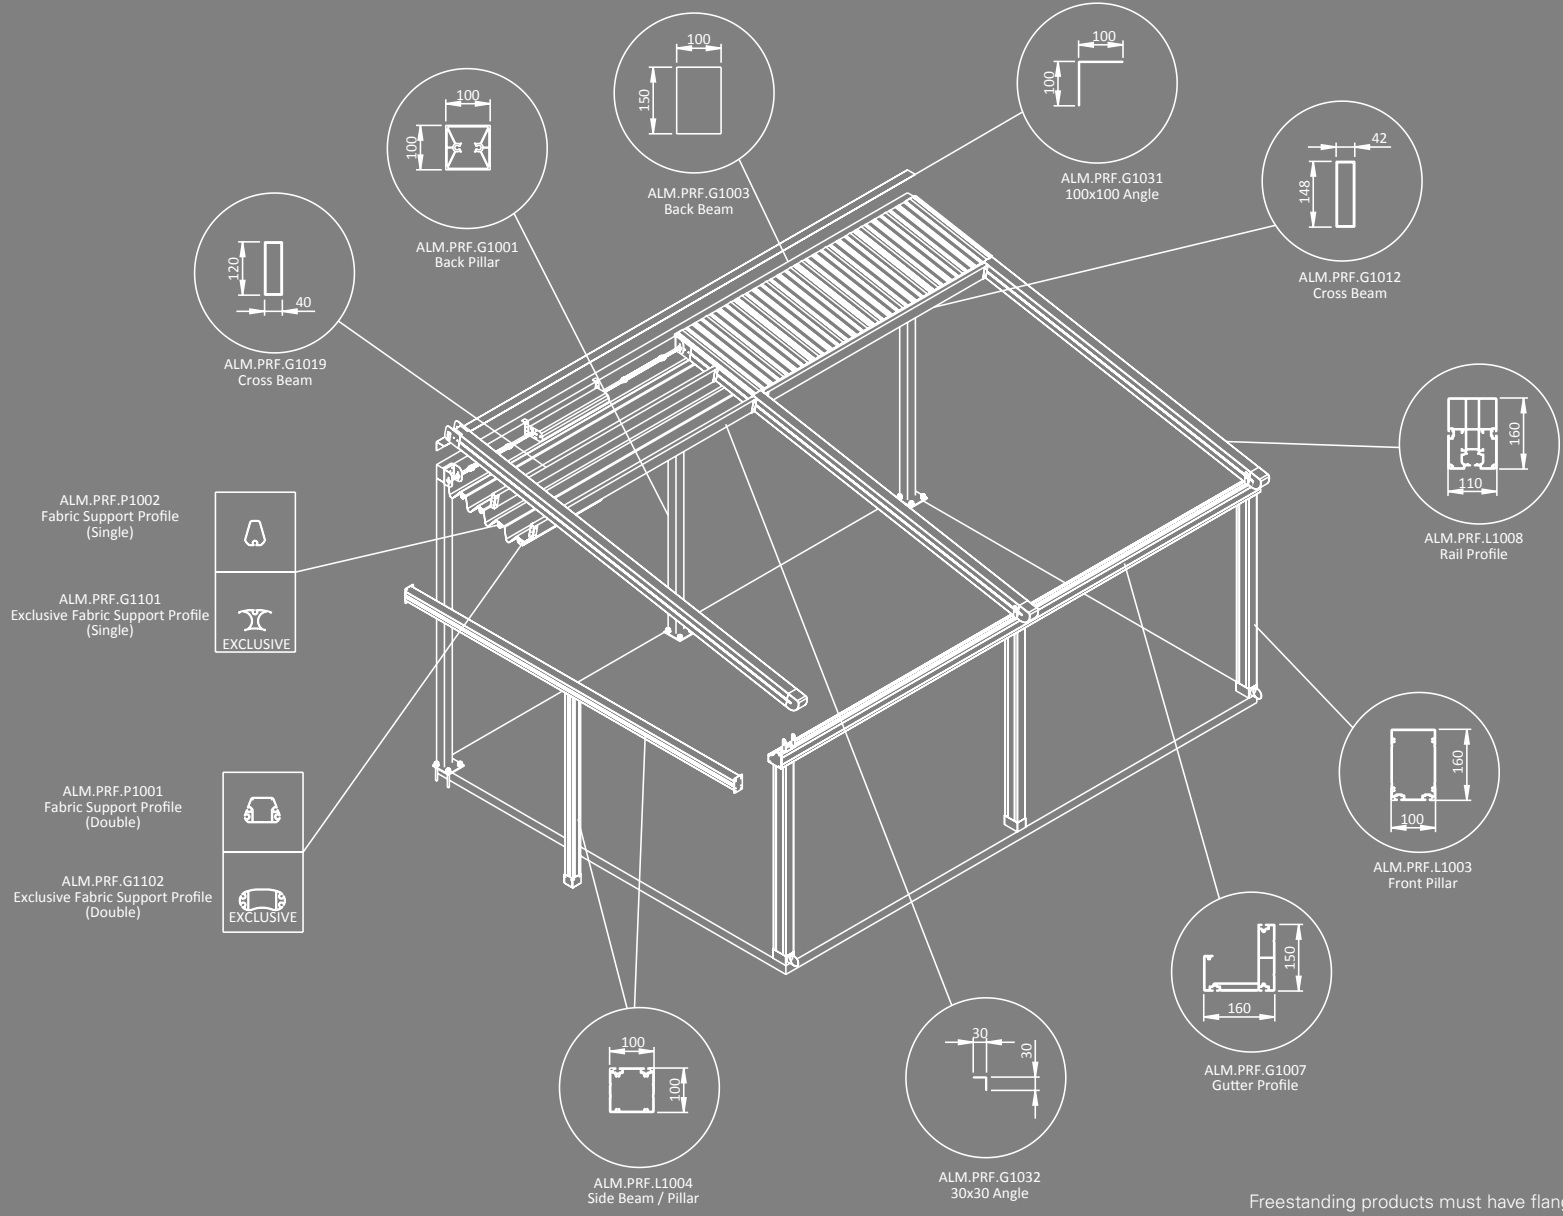 100
150
ALM.PRF.G1003
Back Beam
100
100
ALM.PRF.G1031
100x100 Angle
100
100
ALM.PRF.G1001
Back Pillar
42
148
ALM.PRF.G1012
Cross Beam
120
40
ALM.PRF.G1019
Cross Beam
160
110
ALM.PRF.L1008
Rail Profile
ALM.PRF.P1002
Fabric Support Profile
(Single)
ALM.PRF.G1101
Exclusive Fabric Support Profile
(Single)
EXCLUSIVE
ALM.PRF.P1001
Fabric Support Profile
(Double)
ALM.PRF.G1102
Exclusive Fabric Support Profile
(Double)
EXCLUSIVE
160
100
ALM.PRF.L1003
Front Pillar
150
160
ALM.PRF.G1007
Gutter Profile
100
100
ALM.PRF.L1004
Side Beam / Pillar
30
30
ALM.PRF.G1032
30x30 Angle
Freestanding products must have flang